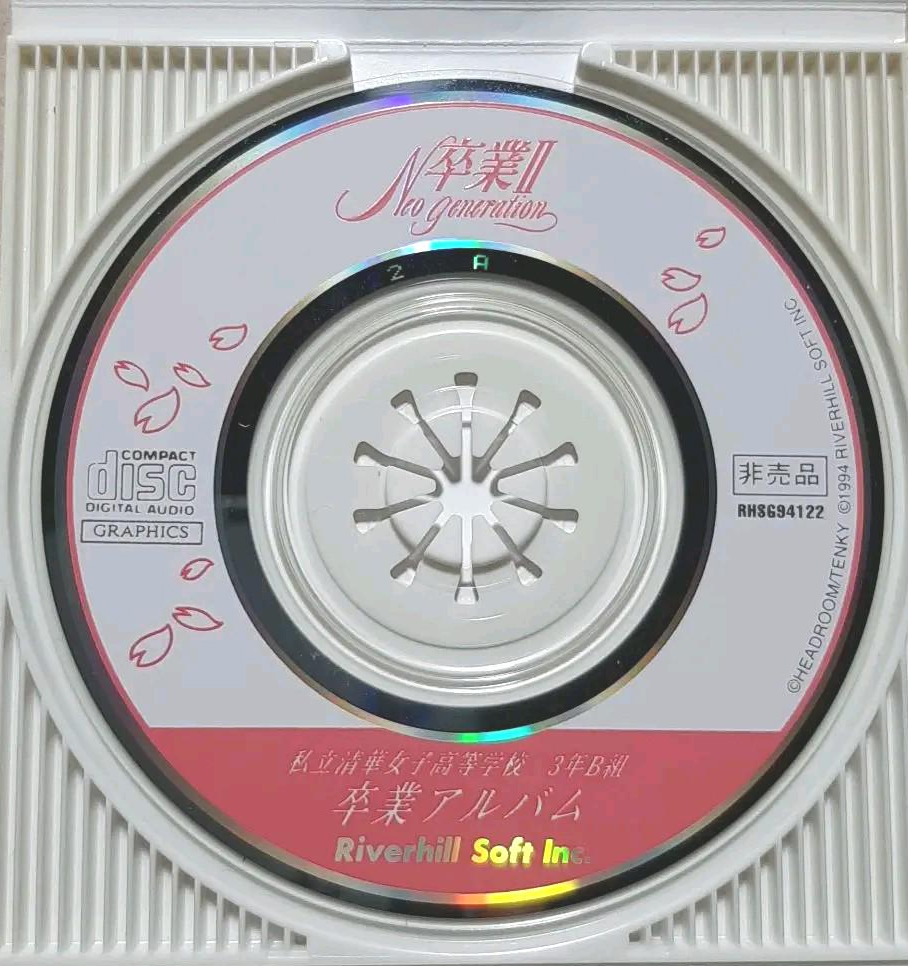 卒業II
Neo generation
2 A
COMPACT
disc
DIGITAL AUDIO
GRAPHICS
非売品
RHSG94122
©HEADROOM/TENKY ©1994 RIVERHILL SOFT INC
私立清華女子高等学校 3年B組
卒業アルバム
Riverhill Soft Inc.